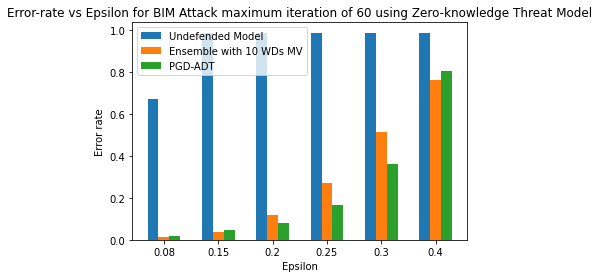 Error-rate vs Epsilon for BIM Attack maximum iteration of 60 using Zero-knowledge Threat Model
Undefended Model
Ensemble with 10 WDs MV
PGD-ADT
1.0
0.8
0.6
0.4
0.2
0.0
Error rate
0.08 0.15 0.2 0.25 0.3 0.4
Epsilon